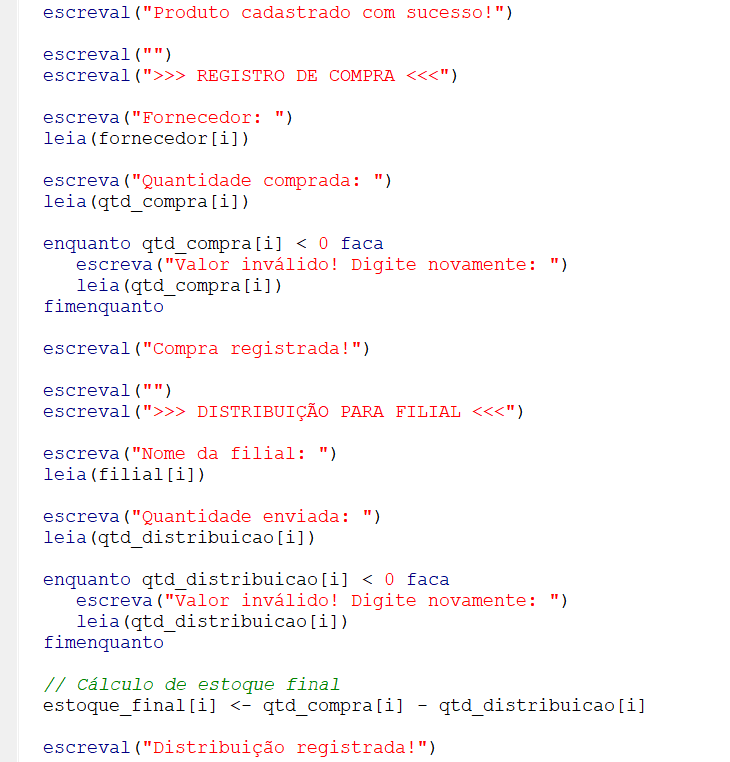 escreval("Produto cadastrado com sucesso!")
escreval("")
escreval(">>> REGISTRO DE COMPRA <<<")
escreva("Fornecedor: ")
leia(fornecedor[i])
escreva("Quantidade comprada: ")
leia(qtd_compra[i])
enquanto qtd_compra[i] < 0 faca
   escreva("Valor inválido! Digite novamente: ")
   leia(qtd_compra[i])
fimenquanto
escreval("Compra registrada!")
escreval("")
escreval(">>> DISTRIBUIÇÃO PARA FILIAL <<<")
escreva("Nome da filial: ")
leia(filial[i])
escreva("Quantidade enviada: ")
leia(qtd_distribuicao[i])
enquanto qtd_distribuicao[i] < 0 faca
   escreva("Valor inválido! Digite novamente: ")
   leia(qtd_distribuicao[i])
fimenquanto
// Cálculo de estoque final
estoque_final[i] <- qtd_compra[i] - qtd_distribuicao[i]
escreval("Distribuição registrada!")